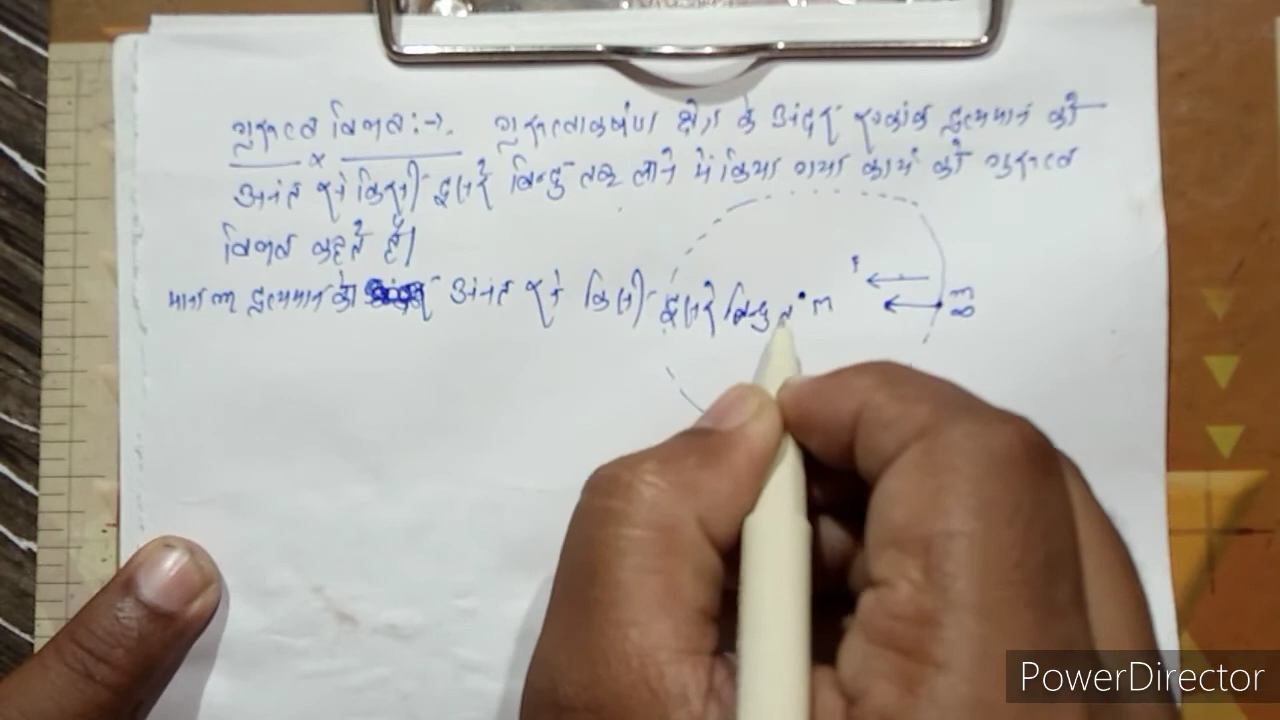 गुरुत्व विभव :→. गुरुत्वाकर्षण क्षेत्र के अंदर एकांक द्रव्यमान को
अनंत से किसी दूसरे बिन्दु तक लाने में किया गया कार्य को गुरुत्व
विभव कहते हैं।
F
माना m द्रव्यमान को अनंत से किसी दूसरे बिन्दु त m
m
∞
PowerDirector